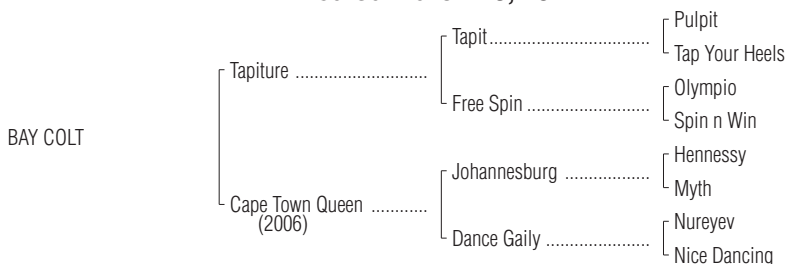 BAY COLT
Tapiture ..........................
Cape Town Queen ............
(2006)
Tapit................................
Free Spin ..........................
Johannesburg .................
Dance Gaily .....................
Pulpit
Tap Your Heels
Olympio
Spin n Win
Hennessy
Myth
Nureyev
Nice Dancing